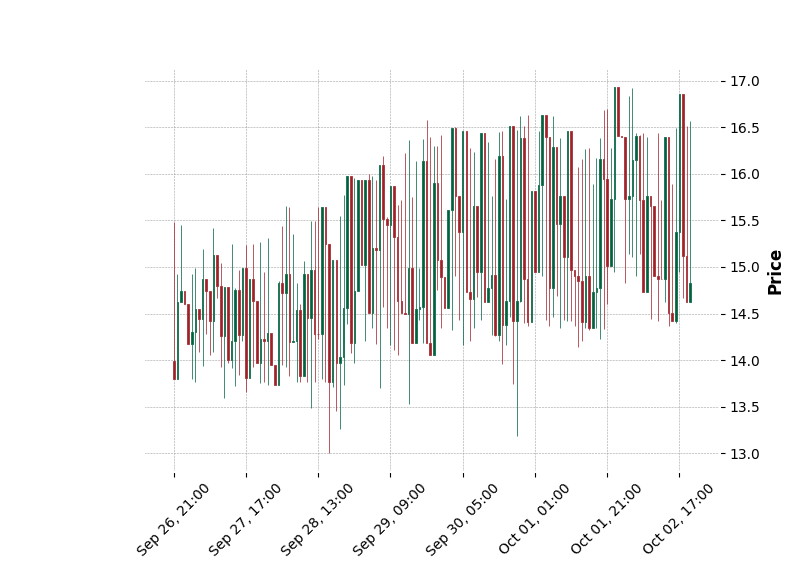 17.0
16.5
16.0
15.5
15.0
14.5
14.0
13.5
13.0
Price
Sep 26, 21:00
Sep 27, 17:00
Sep 28, 13:00
Sep 29, 09:00
Sep 30, 05:00
Oct 01, 01:00
Oct 01, 21:00
Oct 02, 17:00